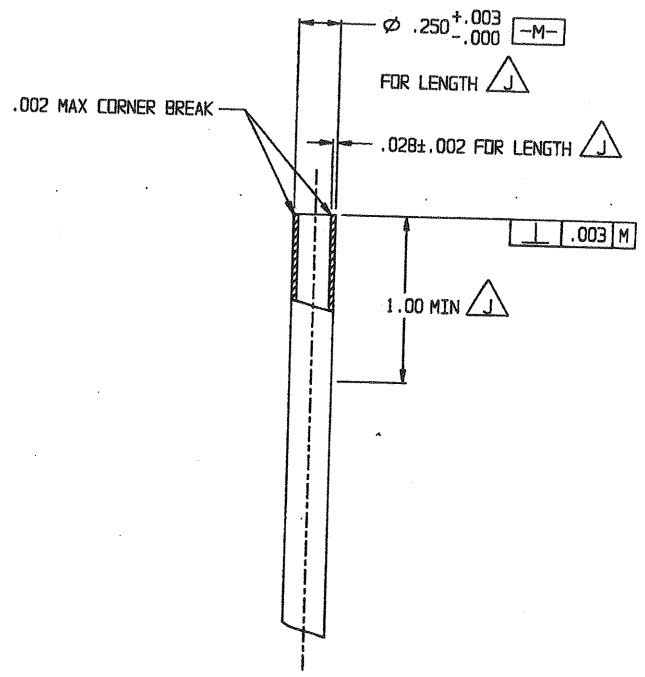 Ø .250 +.003 -.000 -M-
FOR LENGTH J
.002 MAX CORNER BREAK
.028±.002 FOR LENGTH J
⊥ .003 M
1.00 MIN J